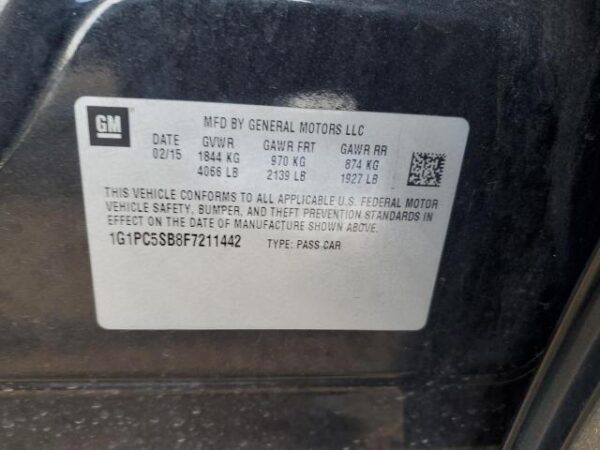 GM
MFD BY GENERAL MOTORS LLC
DATE GVWR GAWR FRT GAWR RR
02/15 1844 KG 970 KG 874 KG
4066 LB 2139 LB 1927 LB
THIS VEHICLE CONFORMS TO ALL APPLICABLE U.S. FEDERAL MOTOR
VEHICLE SAFETY, BUMPER, AND THEFT PREVENTION STANDARDS IN
EFFECT ON THE DATE OF MANUFACTURE SHOWN ABOVE.
1G1PC5SB8F7211442 TYPE: PASS CAR